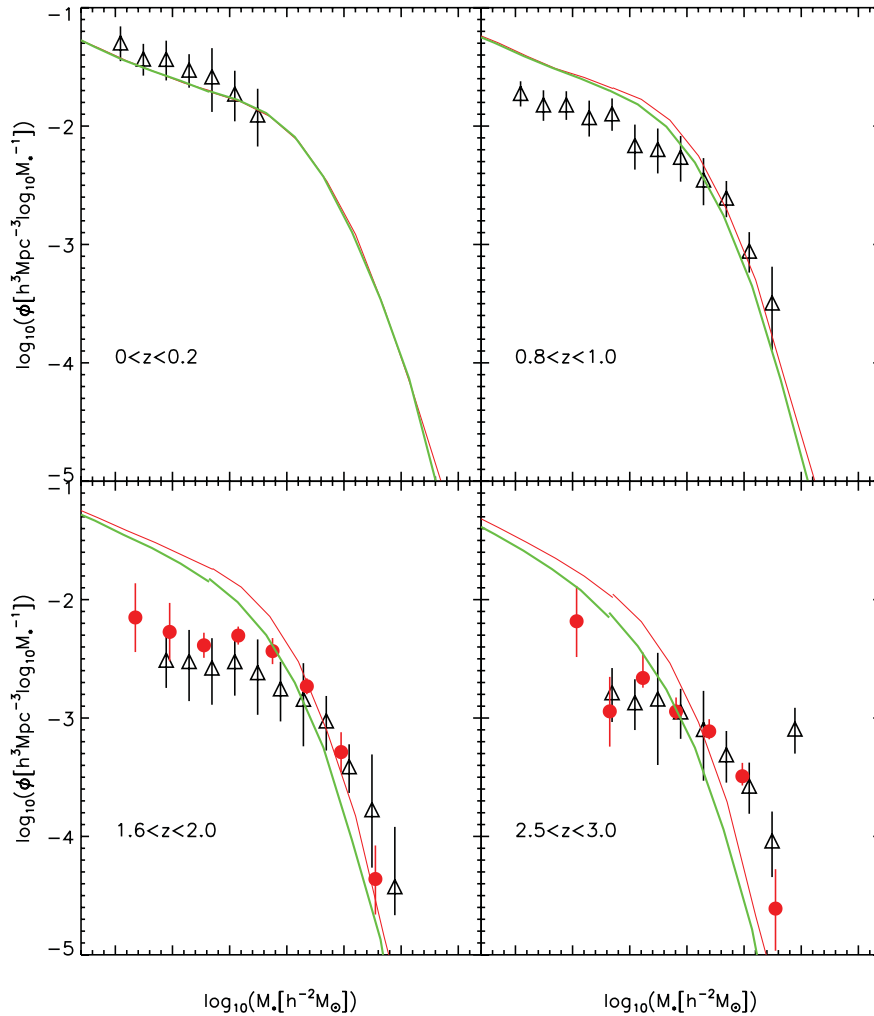 −1
−2
−3
−4
−5
log₁₀(ϕ[h³Mpc⁻³log₁₀M•⁻¹])
0<z<0.2
0.8<z<1.0
−1
−2
−3
−4
−5
log₁₀(ϕ[h³Mpc⁻³log₁₀M•⁻¹])
1.6<z<2.0
2.5<z<3.0
log₁₀(M•[h⁻²M☉])
log₁₀(M•[h⁻²M☉])